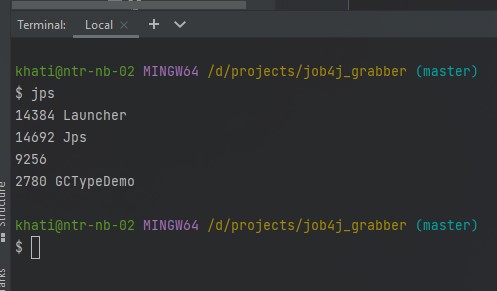 Terminal: Local × + ∨
khati@ntr-nb-02 MINGW64 /d/projects/job4j_grabber (master)
$ jps
14384 Launcher
14692 Jps
9256
2780 GCTypeDemo
khati@ntr-nb-02 MINGW64 /d/projects/job4j_grabber (master)
$
Structure